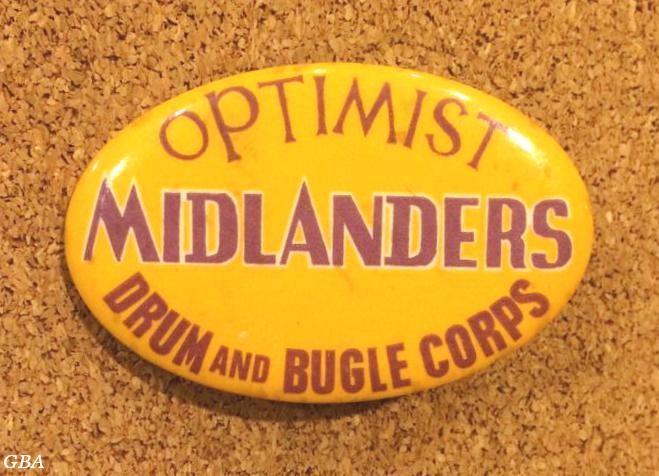 OPTIMIST
MIDLANDERS
DRUM AND BUGLE CORPS
GBA